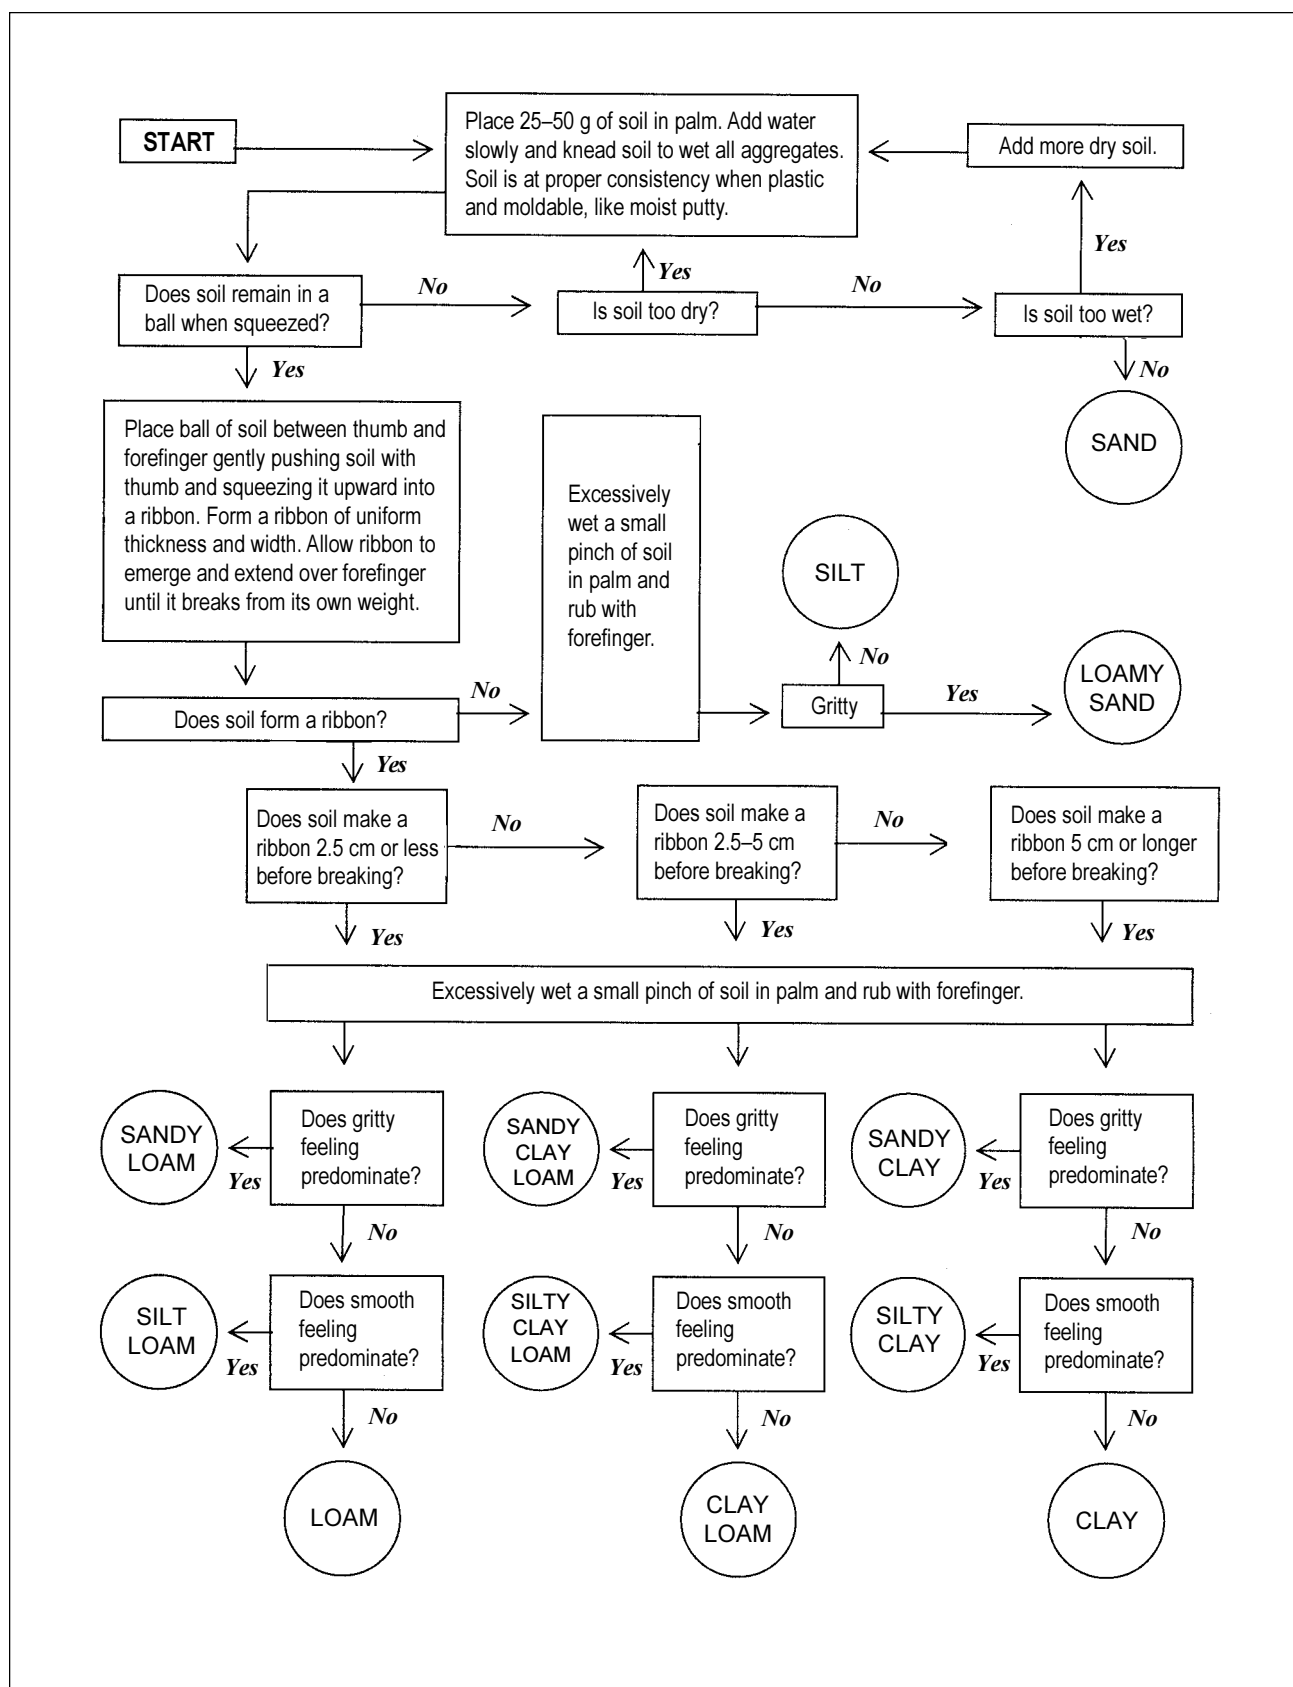 START
Place 25–50 g of soil in palm. Add water
slowly and knead soil to wet all aggregates.
Soil is at proper consistency when plastic
and moldable, like moist putty.
Add more dry soil.
Yes
Yes
Does soil remain in a
ball when squeezed?
No
Is soil too dry?
No
Is soil too wet?
Yes
No
SAND
Place ball of soil between thumb and
forefinger gently pushing soil with
thumb and squeezing it upward into
a ribbon. Form a ribbon of uniform
thickness and width. Allow ribbon to
emerge and extend over forefinger
until it breaks from its own weight.
Excessively
wet a small
pinch of soil
in palm and
rub with
forefinger.
SILT
No
LOAMY
SAND
Does soil form a ribbon?
No
Gritty
Yes
Yes
Does soil make a
ribbon 2.5 cm or less
before breaking?
No
Does soil make a
ribbon 2.5–5 cm
before breaking?
No
Does soil make a
ribbon 5 cm or longer
before breaking?
Yes
Yes
Yes
Excessively wet a small pinch of soil in palm and rub with forefinger.
SANDY
LOAM
Yes
Does gritty
feeling
predominate?
SANDY
CLAY
LOAM
Yes
Does gritty
feeling
predominate?
SANDY
CLAY
Yes
Does gritty
feeling
predominate?
No
No
No
SILT
LOAM
Yes
Does smooth
feeling
predominate?
SILTY
CLAY
LOAM
Yes
Does smooth
feeling
predominate?
SILTY
CLAY
Yes
Does smooth
feeling
predominate?
No
No
No
LOAM
CLAY
LOAM
CLAY